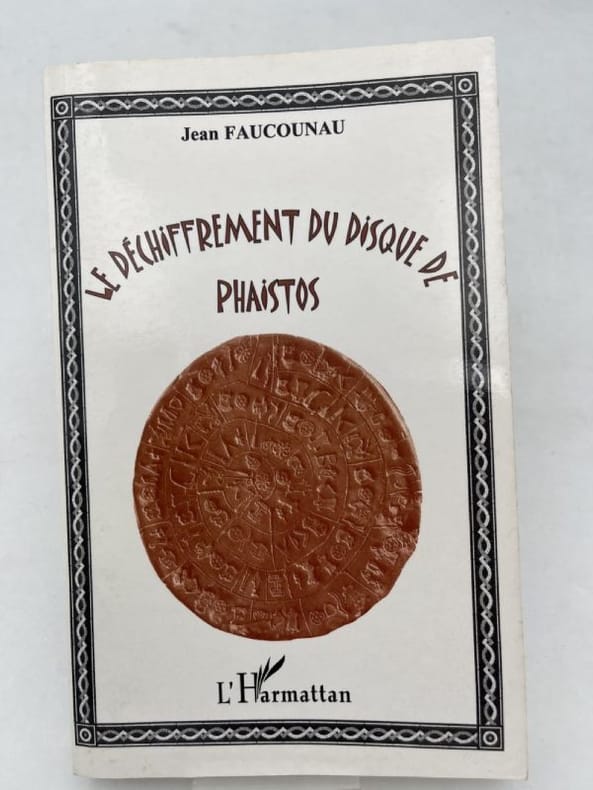 Jean FAUCOUNAU
LE DÉCHIFFREMENT DU DISQUE DE
PHAISTOS
L'Harmattan